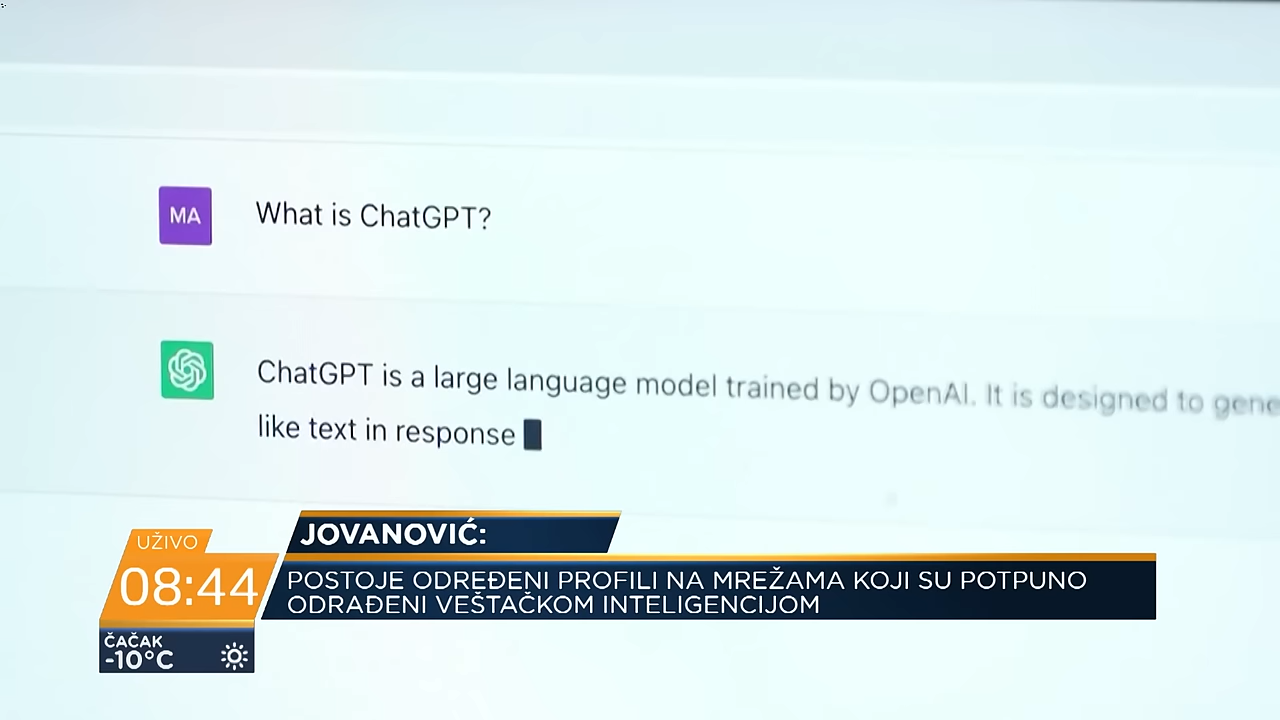 MA
What is ChatGPT?
ChatGPT is a large language model trained by OpenAI. It is designed to gene
like text in response
JOVANOVIĆ:
UŽIVO
08:44
POSTOJE ODREĐENI PROFILI NA MREŽAMA KOJI SU POTPUNO
ODRAĐENI VEŠTAČKOM INTELIGENCIJOM
ČAČAK
-10°C